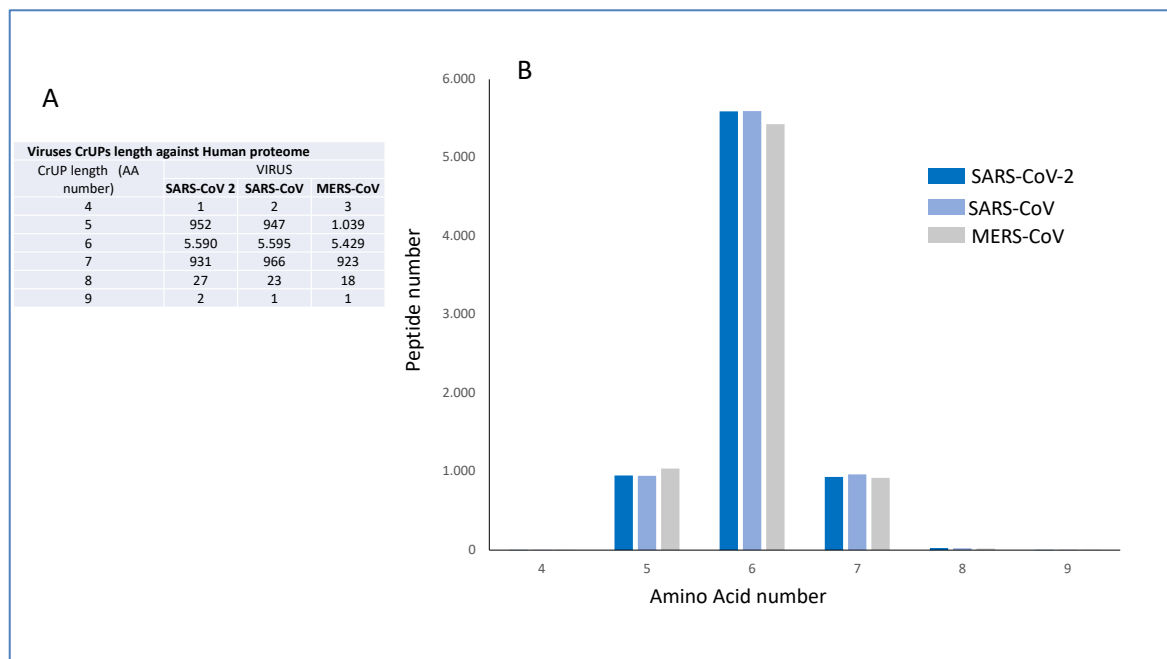 A
Viruses CrUPs length against Human proteome
CrUP length (AA number)
VIRUS
SARS-CoV 2 SARS-CoV MERS-CoV
4 1 2 3
5 952 947 1.039
6 5.590 5.595 5.429
7 931 966 923
8 27 23 18
9 2 1 1
B
6.000
5.000
4.000
3.000
2.000
1.000
0
Peptide number
4 5 6 7 8 9
Amino Acid number
SARS-CoV-2
SARS-CoV
MERS-CoV